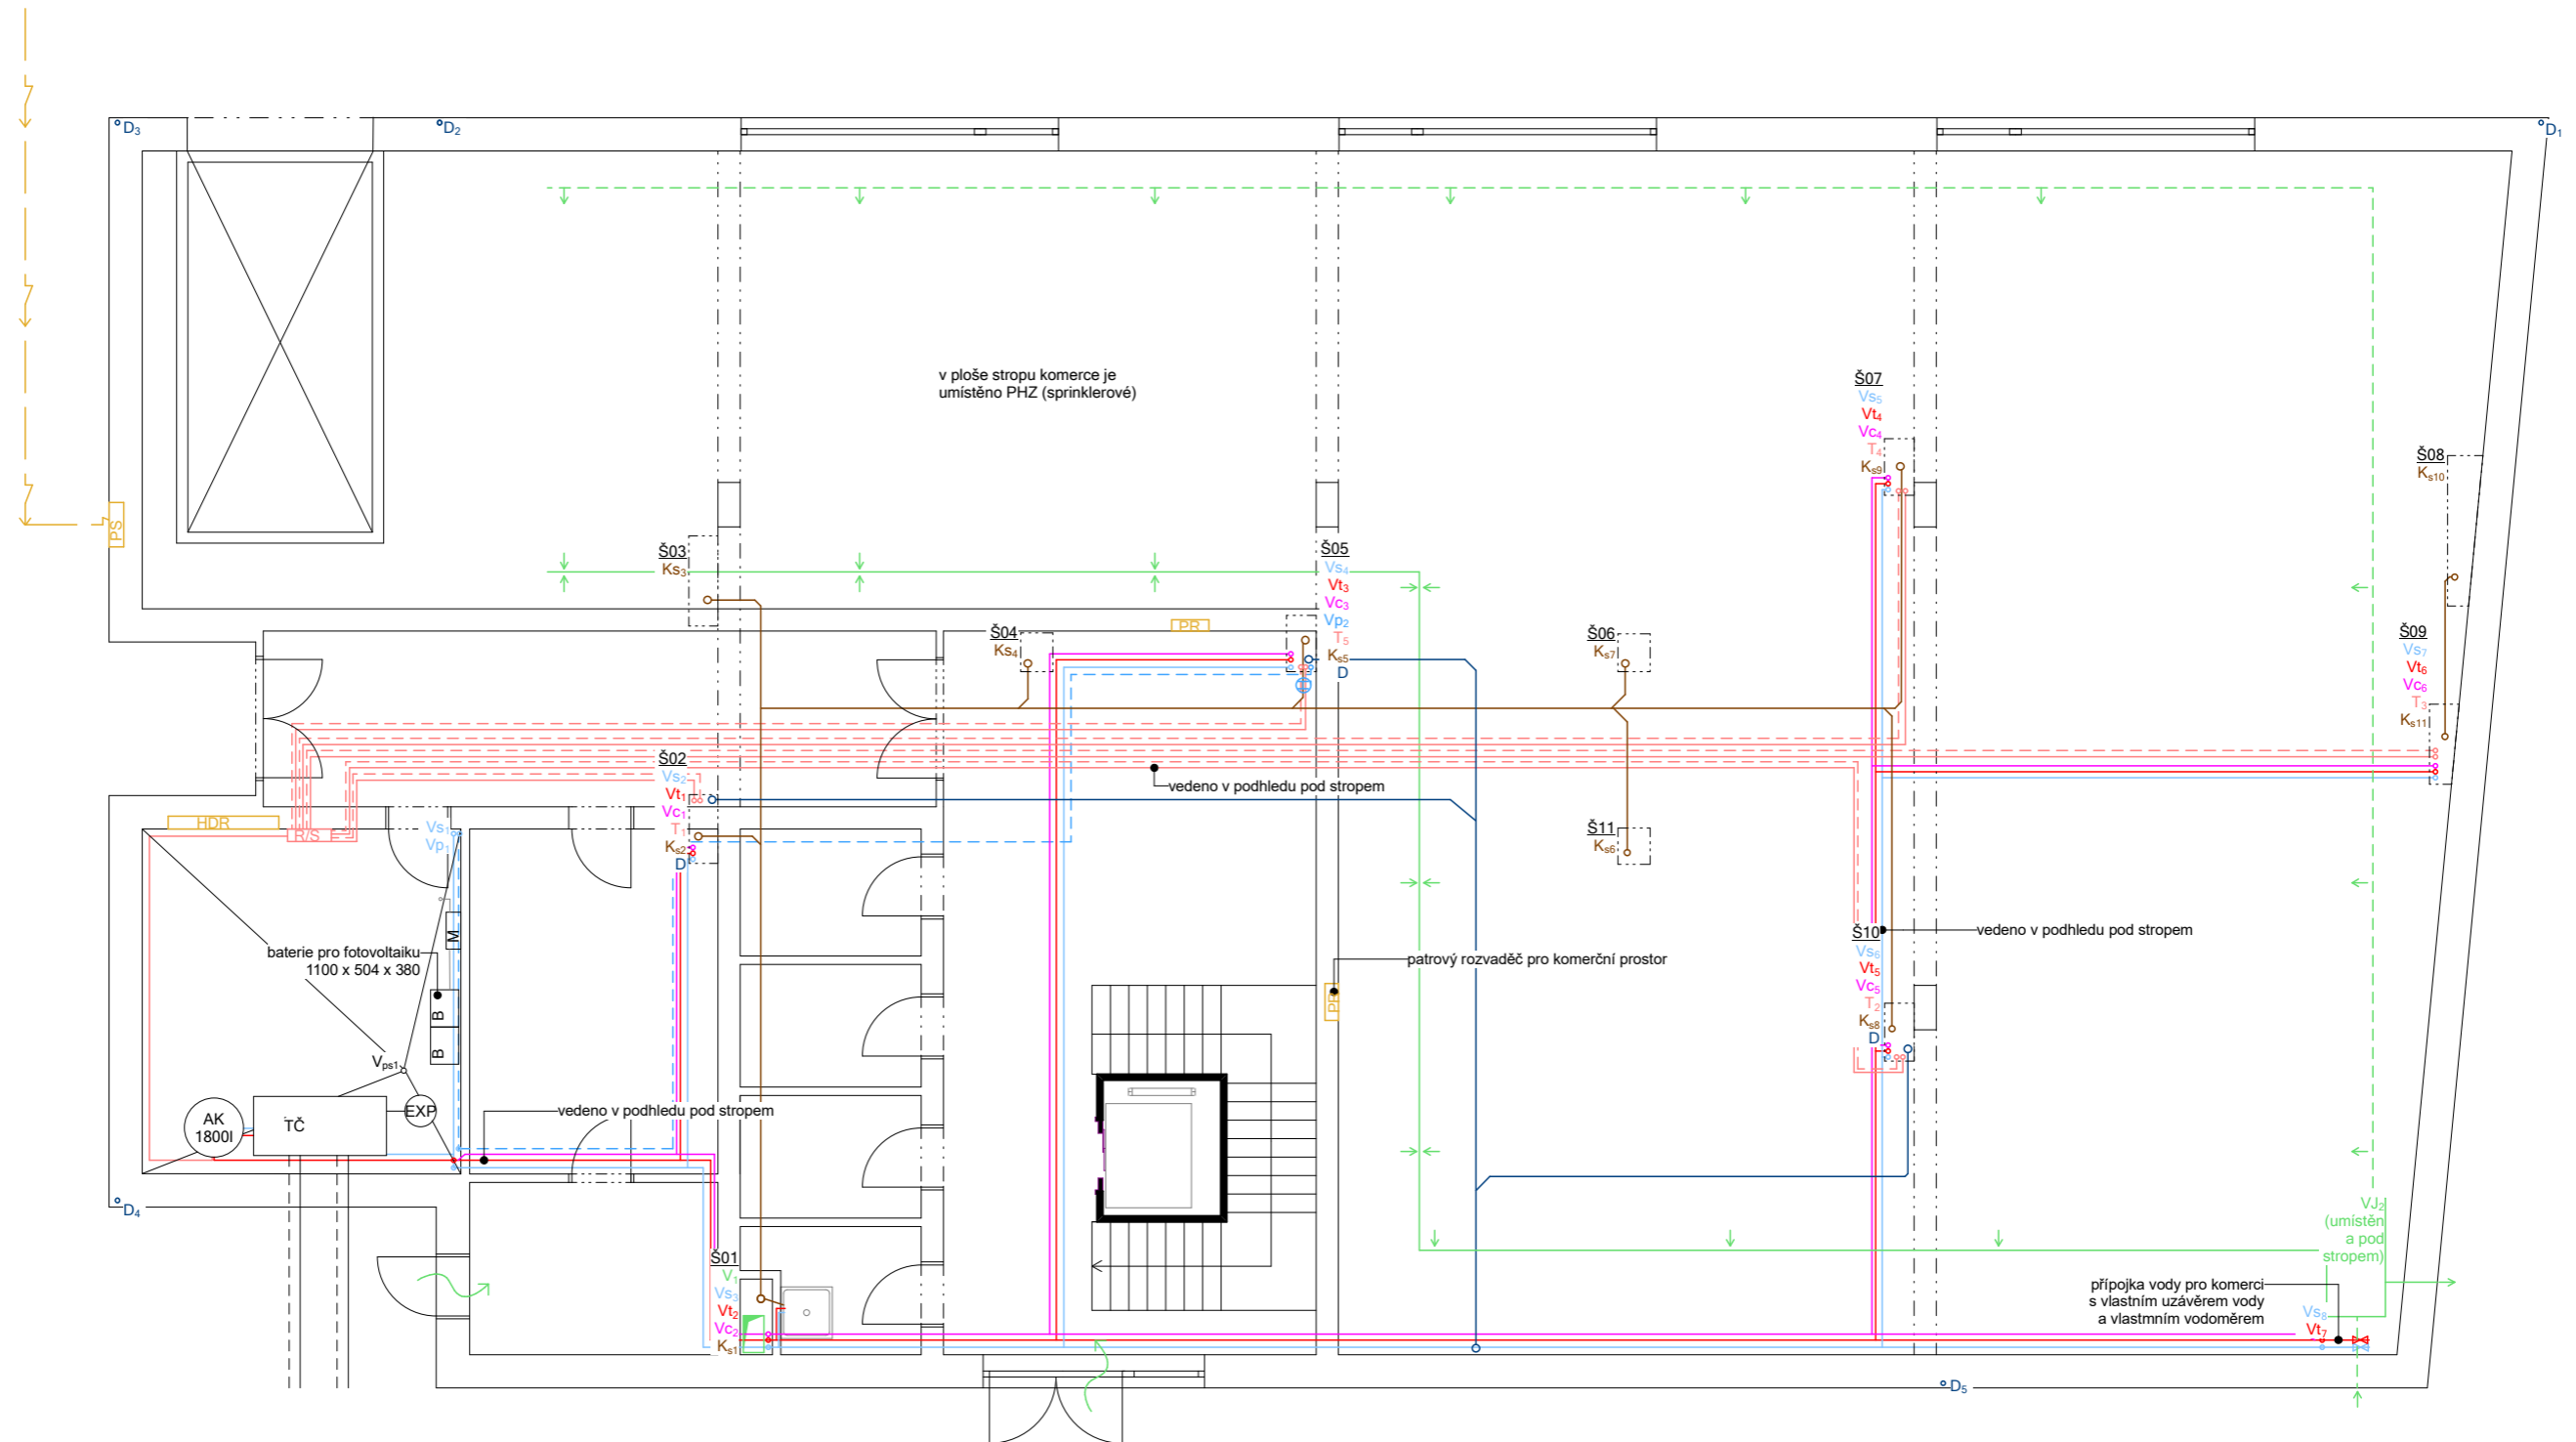 D₃
D₂
D₁
v ploše stropu komerce je
umístěno PHZ (sprinklerové)
Š07
Vs₅
Vt₄
Vc₄
T₄
Kₛ₉
Š08
Kₛ₁₀
PS
Š03
Ks₃
Š05
Vs₄
Vt₃
Vc₃
Vp₂
T₅
Kₛ₅
D
Š04
Ks₄
PR
Š06
Kₛ₇
Š09
Vs₇
Vt₆
Vc₆
T₃
Kₛ₁₁
Š02
Vs₂
Vt₁
Vc₁
T₁
Kₛ₂
D
vedeno v podhledu pod stropem
HDR
R/S
Vs₁
Vp₁
Š11
Kₛ₆
M
baterie pro fotovoltaiku
1100 x 504 x 380
B
B
vedeno v podhledu pod stropem
Š10
Vs₆
Vt₅
Vc₅
T₂
Kₛ₈
D
patrový rozvaděč pro komerční prostor
PR
Vₚₛ₁
AK
1800l
TČ
EXP
vedeno v podhledu pod stropem
D₄
VJ₂
(umístěn
a pod
stropem)
Š01
V₁
Vs₃
Vt₂
Vc₂
Kₛ₁
přípojka vody pro komerci
s vlastním uzávěrem vody
a vlastmním vodoměrem
Vs₈
Vt₇
D₅